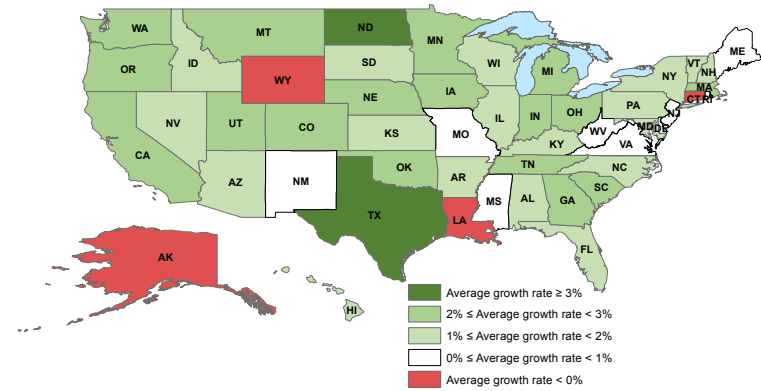 WA
MT
ND
MN
ME
OR
ID
SD
WI
VT
NH
WY
MI
NY
MA
CT RI
IA
NE
PA
NJ
NV
UT
CO
IL
IN
OH
MD DE
CA
KS
MO
WV
VA
KY
AZ
NM
OK
TN
NC
AR
SC
TX
MS
AL
GA
LA
FL
AK
HI
Average growth rate ≥ 3%
2% ≤ Average growth rate < 3%
1% ≤ Average growth rate < 2%
0% ≤ Average growth rate < 1%
Average growth rate < 0%